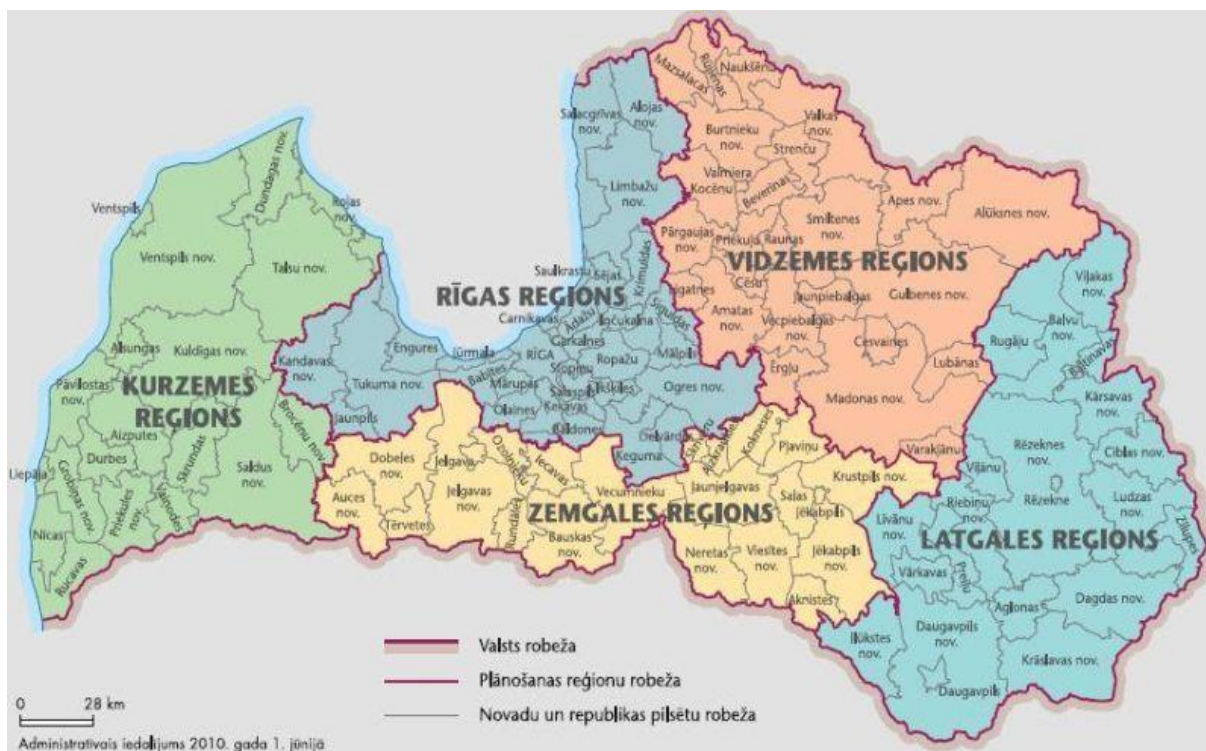 Mazsalacas
Rūjienas
Naukšēnu
Salacgrīvas
nov.
Alojas
nov.
Burtnieku
nov.
Valkas
nov.
Strenču
Valmiera
Kocēnu
Beverīnas
Limbažu
nov.
Dundagas nov.
Rojas
nov.
Ventspils
Ventspils nov.
Talsu nov.
Apes nov.
Alūksnes nov.
Smiltenes
nov.
Pārgaujas
nov.
Priekuļu
Raunas
VIDZEMES REĢIONS
Cēsu
Jaunpiebalgas
Gulbenes nov.
Amatas
nov.
Vecpiebalgas
nov.
Cesvaines
Lubānas
Ērgļu
Madonas nov.
Varakļānu
Saulkrastu
Sējas
Krimuldas
RĪGAS REĢIONS
Siguldas
Carnikavas
Ādažu
Inčukalna
Garkalnes
Engures
Jūrmala
RĪGA
Ropažu
Mālpils
Babītes
Mārupes
Stopiņu
Salaspils
Ikšķiles
Ogres nov.
Olaines
Ķekavas
Baldones
Ķeguma
Kandavas
nov.
Tukuma nov.
Jaunpils
Alsungas
Kuldīgas nov.
KURZEMES
REĢIONS
Pāvilostas
nov.
Aizputes
nov.
Durbes
Skrundas
Brocēnu nov.
Saldus
nov.
Liepāja
Grobiņas nov.
Priekules
nov.
Vaiņodes
Nīcas
Rucavas
Viļakas
nov.
Balvu
nov.
Rugāju
Baltinavas
Kārsavas
nov.
Rēzeknes
nov.
Ciblas nov.
Viļānu
Rēzekne
Ludzas
nov.
Zilupes
Riebiņu
nov.
Līvānu
nov.
LATGALES REĢIONS
Vārkavas
Preiļu
Aglonas
Dagdas nov.
Ilūkstes
nov.
Daugavpils
nov.
Krāslavas nov.
Daugavpils
Dobeles
nov.
Jelgava
Ozolnieku
Iecavas
Auces
nov.
Jelgavas
nov.
Tērvetes
Rundāles
Vecumnieku
Bauskas nov.
ZEMGALES REĢIONS
Kokneses
Pļaviņu
Krustpils nov.
Jaunjelgavas
Salas
Jēkabpils
Neretas
nov.
Viesītes
nov.
Jēkabpils
nov.
Aknīstes
Valsts robeža
Plānošanas reģionu robeža
Novadu un republikas pilsētu robeža
0 28 km
Administratīvais iedalījums 2010. gada 1. jūnijā